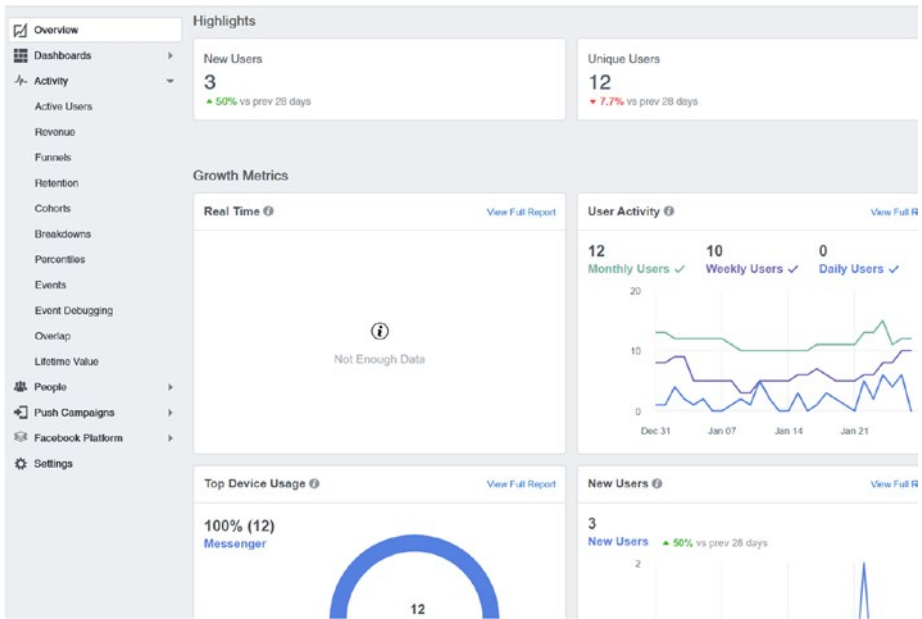 Overview
Dashboards
Activity
Active Users
Revenue
Funnels
Retention
Cohorts
Breakdowns
Percentiles
Events
Event Debugging
Overlap
Lifetime Value
People
Push Campaigns
Facebook Platform
Settings
Highlights
New Users
3
50% vs prev 28 days
Unique Users
12
7.7% vs prev 28 days
Growth Metrics
Real Time
View Full Report
Not Enough Data
User Activity
View Full R
12 10 0
Monthly Users ✓ Weekly Users ✓ Daily Users ✓
20
10
0
Dec 31 Jan 07 Jan 14 Jan 21
Top Device Usage
View Full Report
100% (12)
Messenger
12
New Users
View Full R
3
New Users 50% vs prev 28 days
2